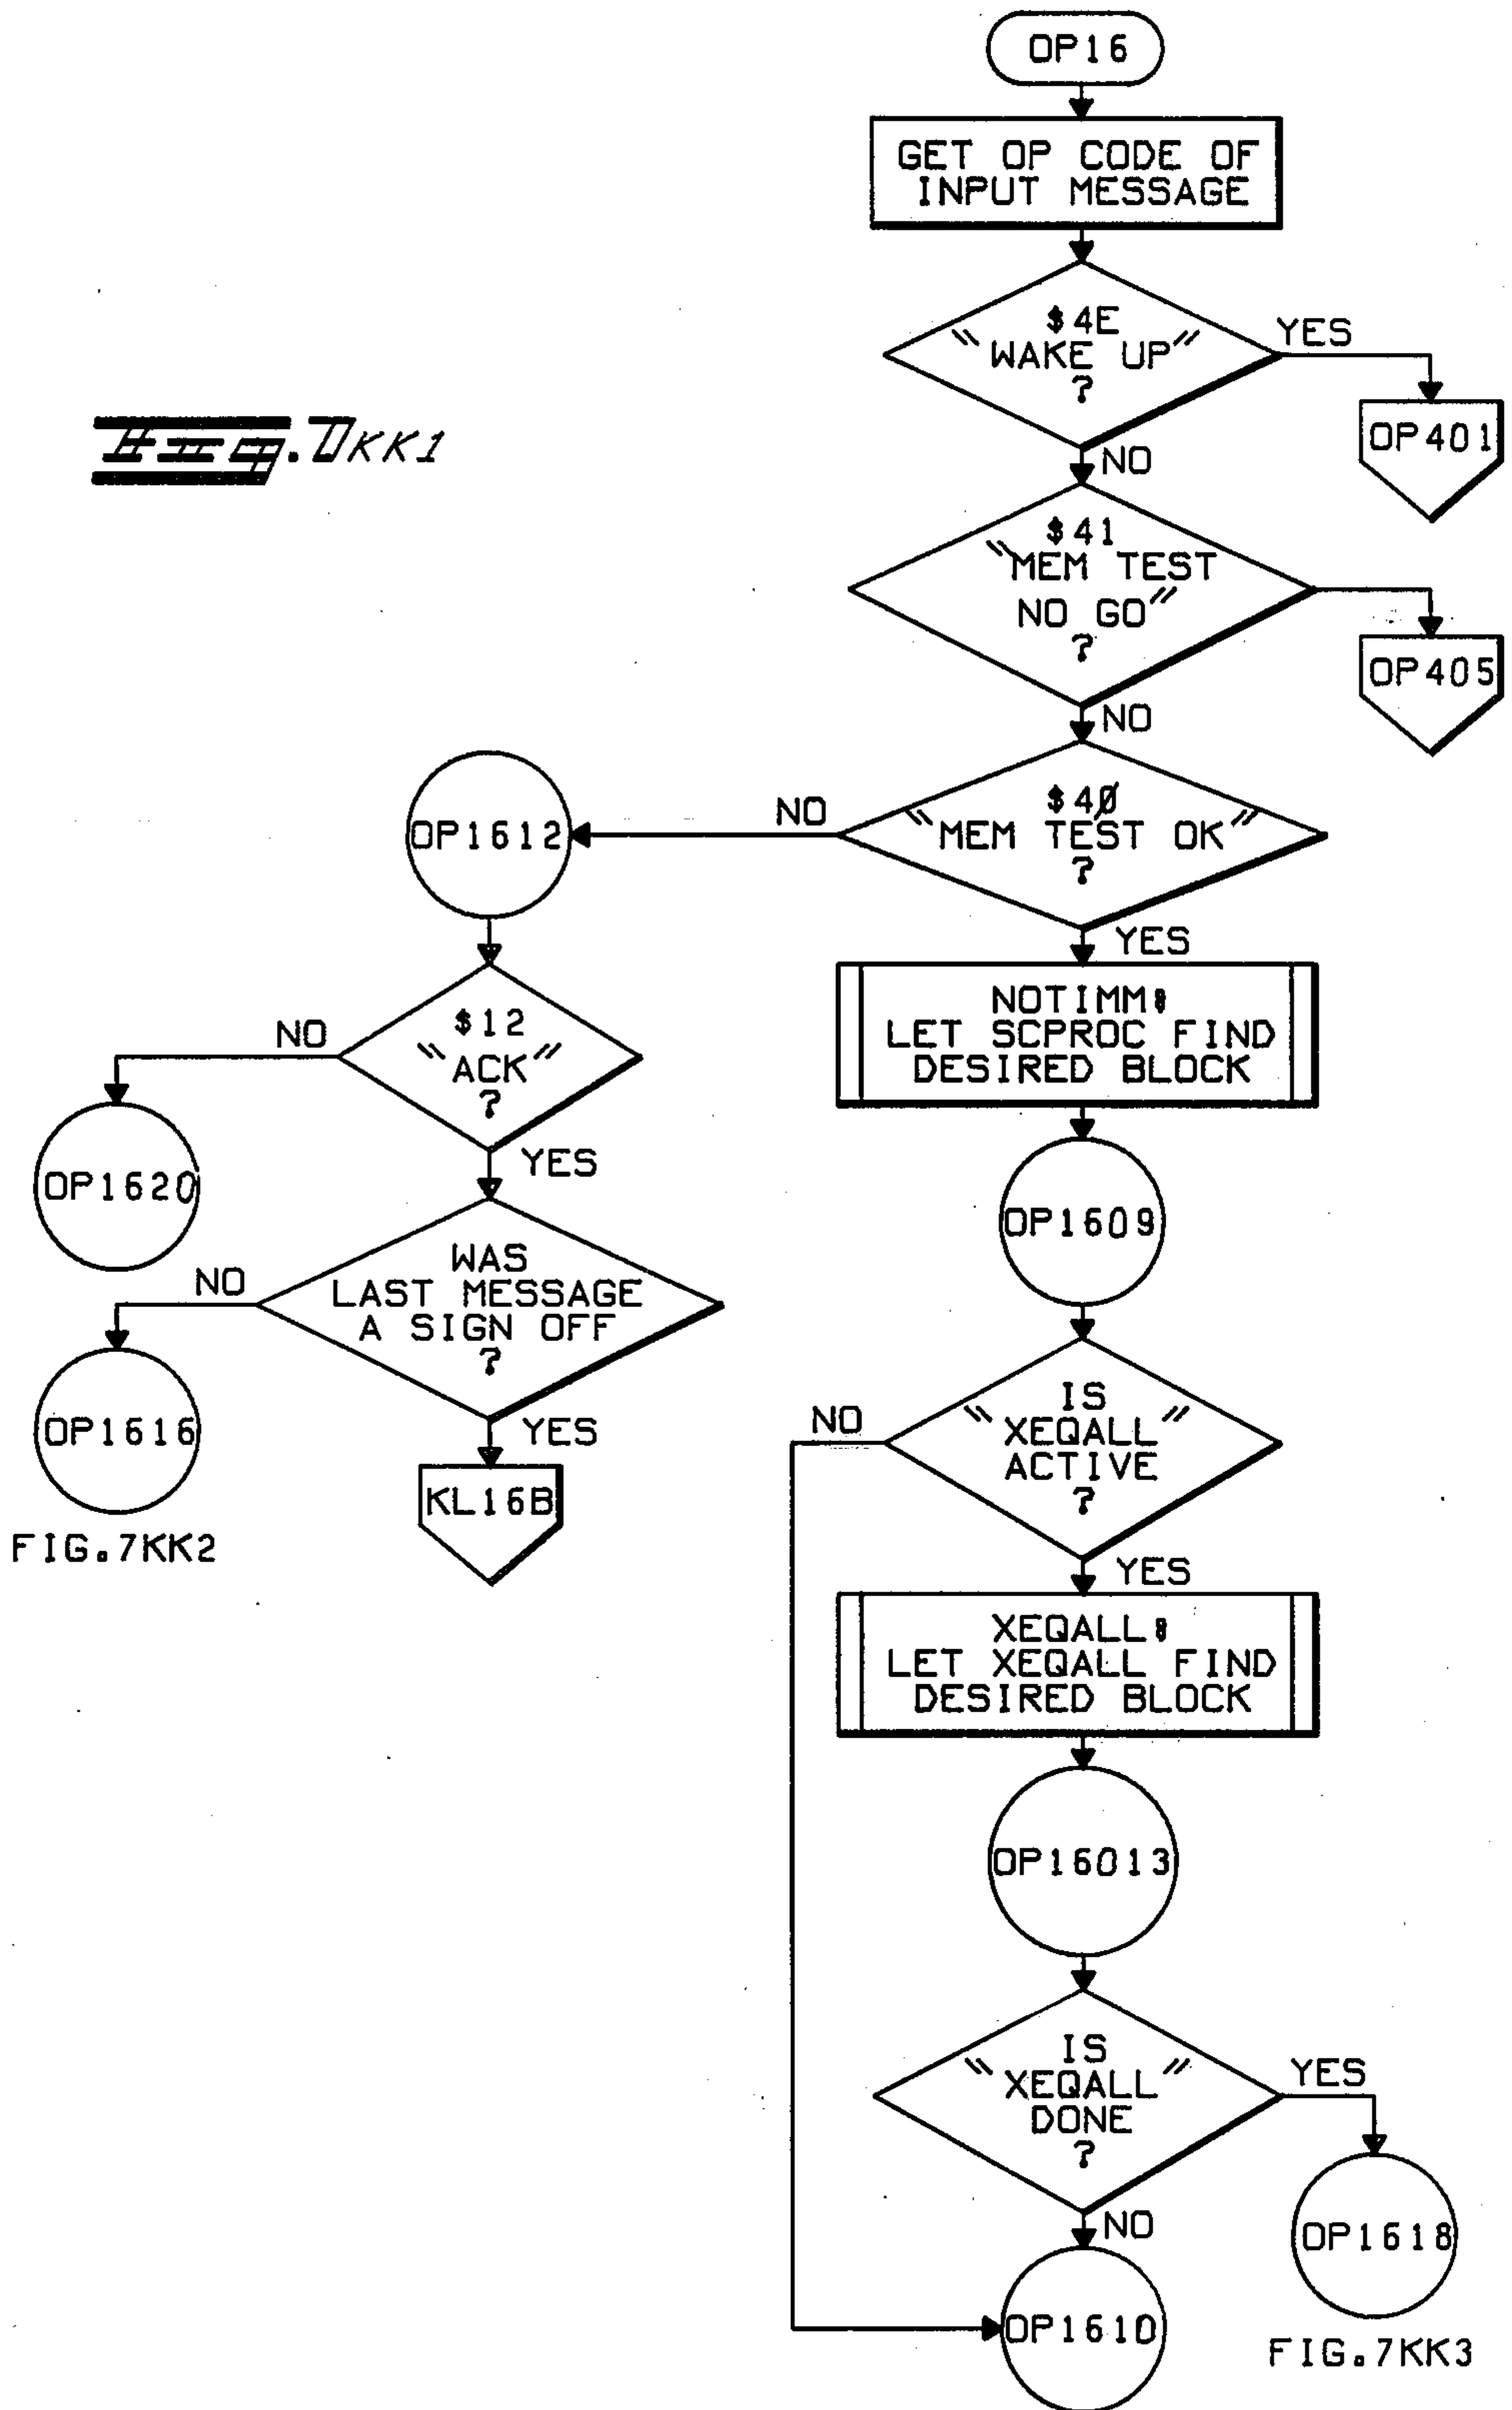 OP16
GET OP CODE OF
INPUT MESSAGE
$4E
"WAKE UP"
?
YES
OP401
NO
Fig. 7KK1
$41
"MEM TEST
NO GO"
?
OP405
NO
$40
"MEM TEST OK"
?
NO
OP1612
YES
NOTIMM:
LET SCPROC FIND
DESIRED BLOCK
$12
"ACK"
?
NO
OP1620
YES
OP1609
WAS
LAST MESSAGE
A SIGN OFF
?
NO
OP1616
FIG.7KK2
YES
KL16B
IS
"XEQALL"
ACTIVE
?
NO
YES
XEQALL:
LET XEQALL FIND
DESIRED BLOCK
OP16013
IS
"XEQALL"
DONE
?
YES
OP1618
FIG.7KK3
NO
OP1610